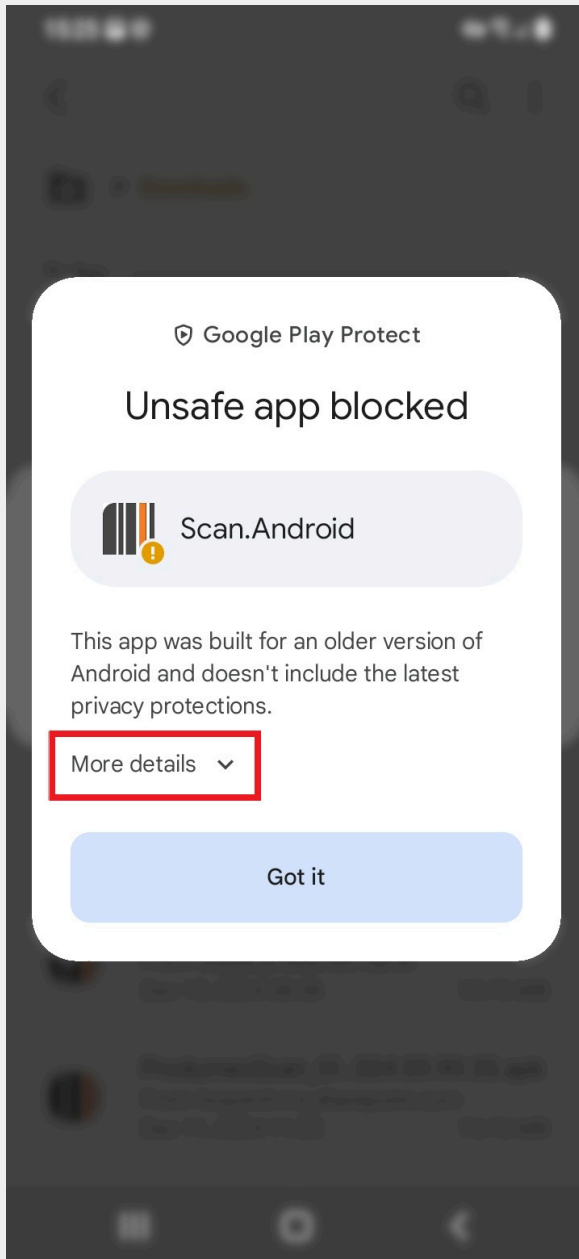 Google Play Protect
Unsafe app blocked
Scan.Android
This app was built for an older version of
Android and doesn't include the latest
privacy protections.
More details
Got it